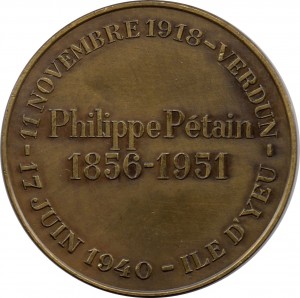 11 NOVEMBRE 1918 - VERDUN - ILE D'YEU - 17 JUIN 1940 -
Philippe Pétain
1856-1951